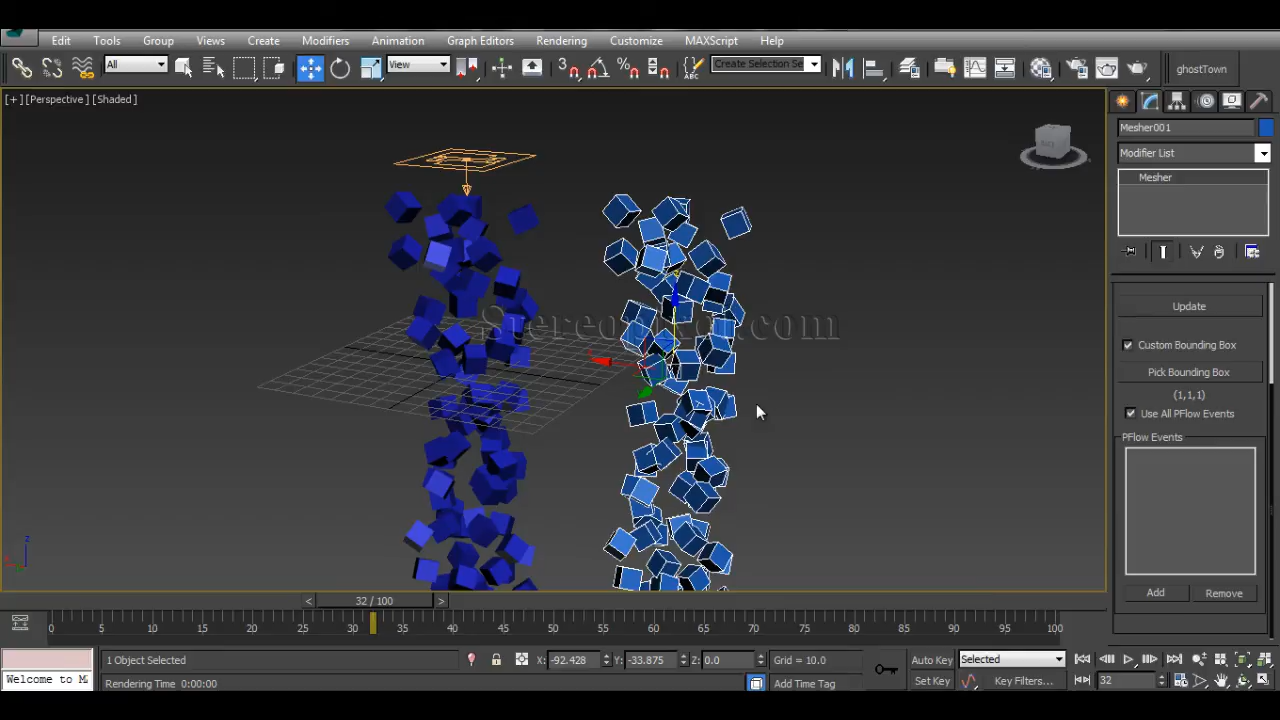 Edit Tools Group Views Create Modifiers Animation Graph Editors Rendering Customize MAXScript Help
All View Create Selection Se ghostTown
[+] [Perspective] [Shaded]
Mesher001
Modifier List
Mesher
Update
Custom Bounding Box
Pick Bounding Box
(1,1,1)
Use All PFlow Events
PFlow Events
Add Remove
32 / 100
0 5 10 15 20 25 30 35 40 45 50 55 60 65 70 75 80 85 90 95 100
1 Object Selected X: -92.428 Y: -33.875 Z: 0.0 Grid = 10.0 Auto Key Selected
Welcome to M Rendering Time 0:00:00 Add Time Tag Set Key Key Filters... 32